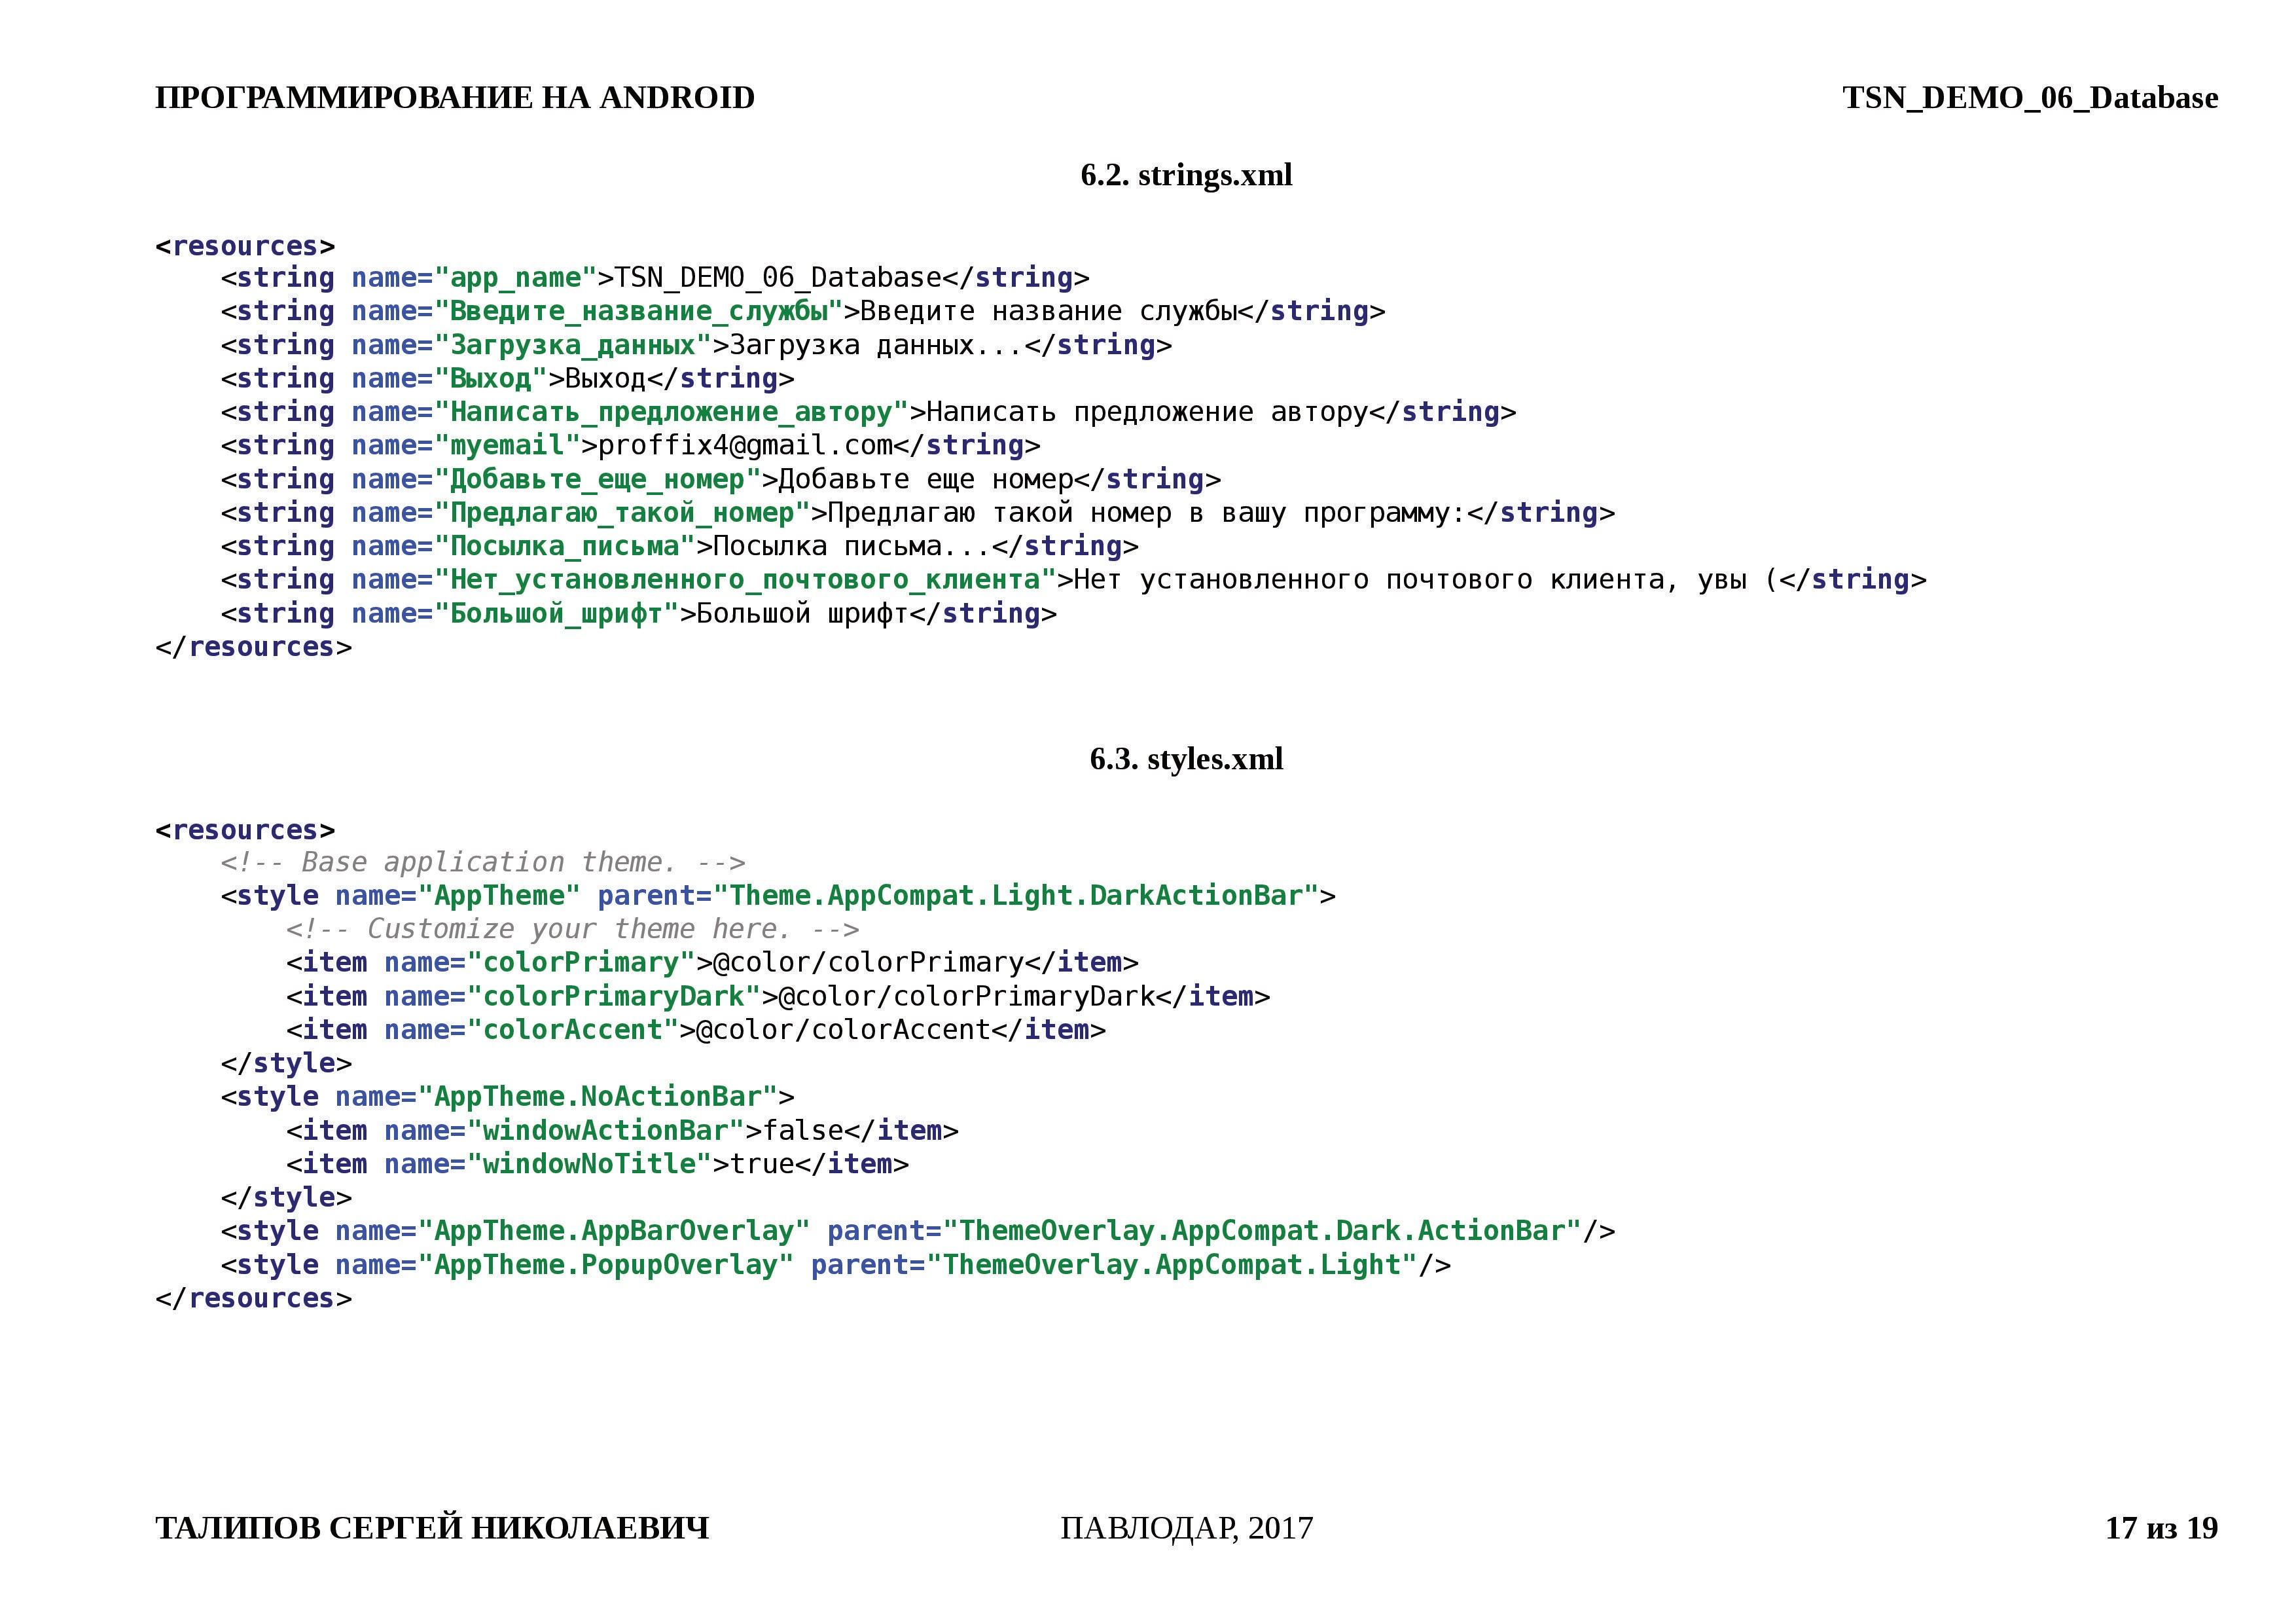 ПРОГРАММИРОВАНИЕ НА ANDROID TSN_DEMO_06_Database
6.2. strings.xml
<resources>
    <string name="app_name">TSN_DEMO_06_Database</string>
    <string name="Введите_название_службы">Введите название службы</string>
    <string name="Загрузка_данных">Загрузка данных...</string>
    <string name="Выход">Выход</string>
    <string name="Написать_предложение_автору">Написать предложение автору</string>
    <string name="myemail">proffix4@gmail.com</string>
    <string name="Добавьте_еще_номер">Добавьте еще номер</string>
    <string name="Предлагаю_такой_номер">Предлагаю такой номер в вашу программу:</string>
    <string name="Посылка_письма">Посылка письма...</string>
    <string name="Нет_установленного_почтового_клиента">Нет установленного почтового клиента, увы (</string>
    <string name="Большой_шрифт">Большой шрифт</string>
</resources>
6.3. styles.xml
<resources>
    <!-- Base application theme. -->
    <style name="AppTheme" parent="Theme.AppCompat.Light.DarkActionBar">
        <!-- Customize your theme here. -->
        <item name="colorPrimary">@color/colorPrimary</item>
        <item name="colorPrimaryDark">@color/colorPrimaryDark</item>
        <item name="colorAccent">@color/colorAccent</item>
    </style>
    <style name="AppTheme.NoActionBar">
        <item name="windowActionBar">false</item>
        <item name="windowNoTitle">true</item>
    </style>
    <style name="AppTheme.AppBarOverlay" parent="ThemeOverlay.AppCompat.Dark.ActionBar"/>
    <style name="AppTheme.PopupOverlay" parent="ThemeOverlay.AppCompat.Light"/>
</resources>
ТАЛИПОВ СЕРГЕЙ НИКОЛАЕВИЧ ПАВЛОДАР, 2017 17 из 19